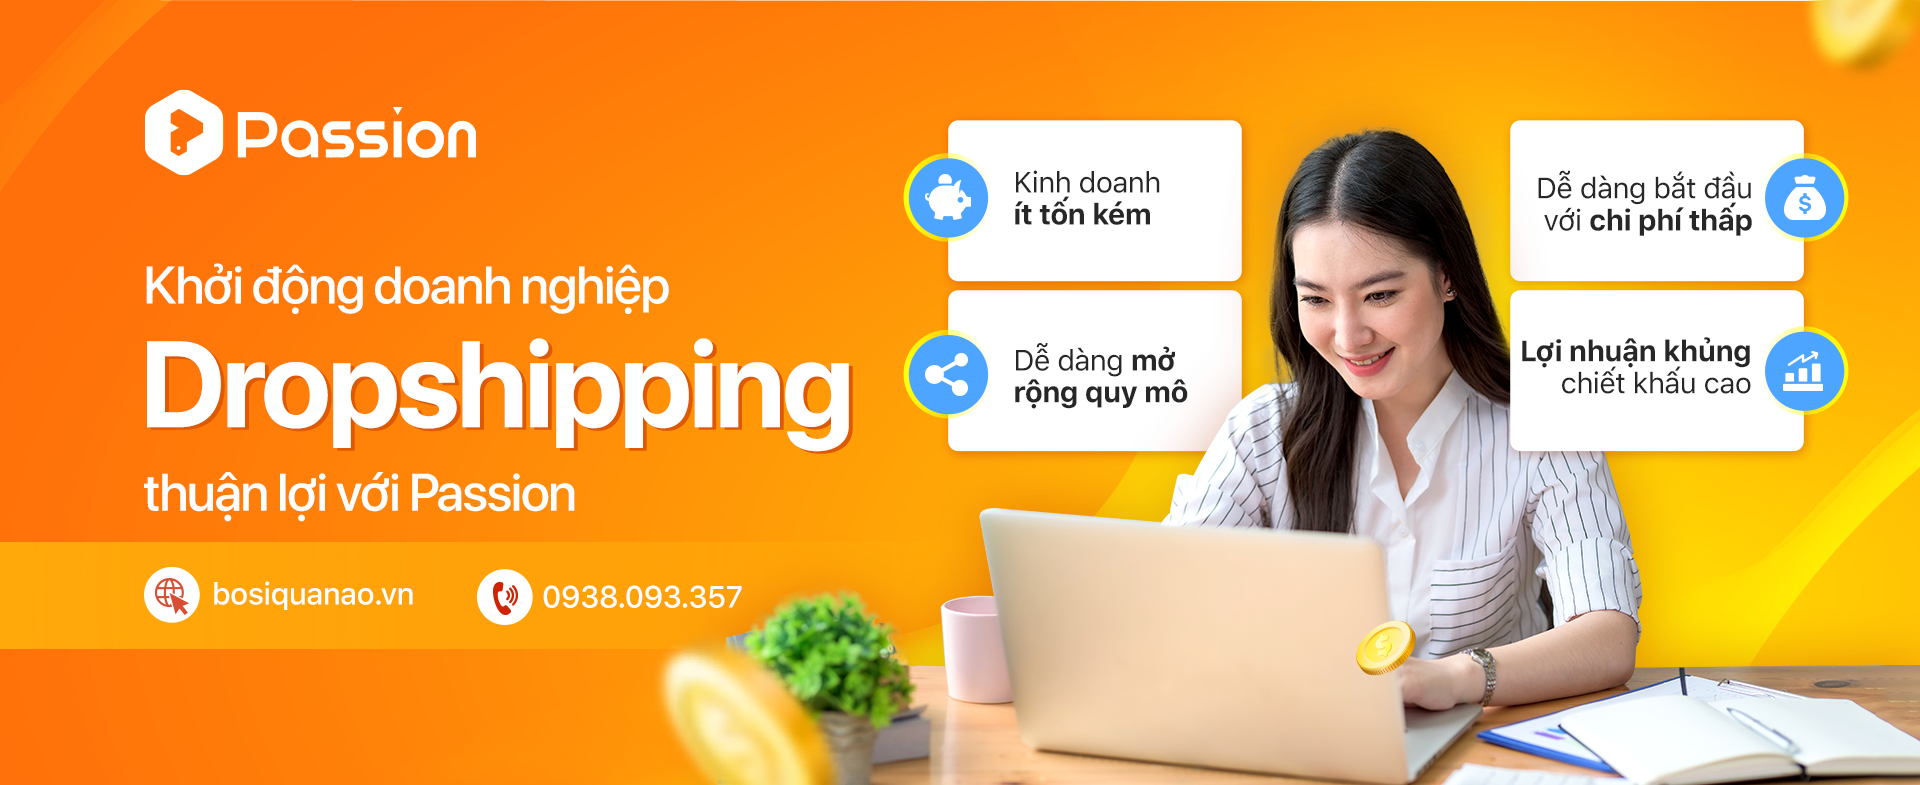 Passion
Khởi động doanh nghiệp
Dropshipping
thuận lợi với Passion
bosiquanao.vn
0938.093.357
Kinh doanh
ít tốn kém
Dễ dàng mở
rộng quy mô
Dễ dàng bắt đầu
với chi phí thấp
Lợi nhuận khủng
chiết khấu cao